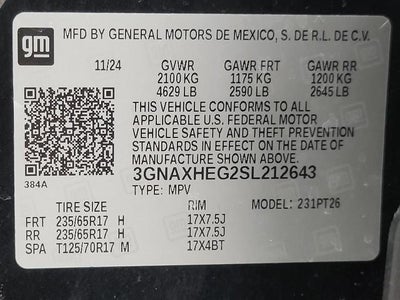 gm
MFD BY GENERAL MOTORS DE MEXICO, S. DE R.L. DE C.V.
11/24 GVWR GAWR FRT GAWR RR
2100 KG 1175 KG 1200 KG
4629 LB 2590 LB 2645 LB
THIS VEHICLE CONFORMS TO ALL
APPLICABLE U.S. FEDERAL MOTOR
VEHICLE SAFETY AND THEFT PREVENTION
STANDARDS IN EFFECT ON THE DATE
OF MANUFACTURE SHOWN ABOVE.
384A
3GNAXHEG2SL212643
TYPE: MPV
TIRE SIZE RIM MODEL: 231PT26
FRT 235/65R17 H 17X7.5J
RR 235/65R17 H 17X7.5J
SPA T125/70R17 M 17X4BT